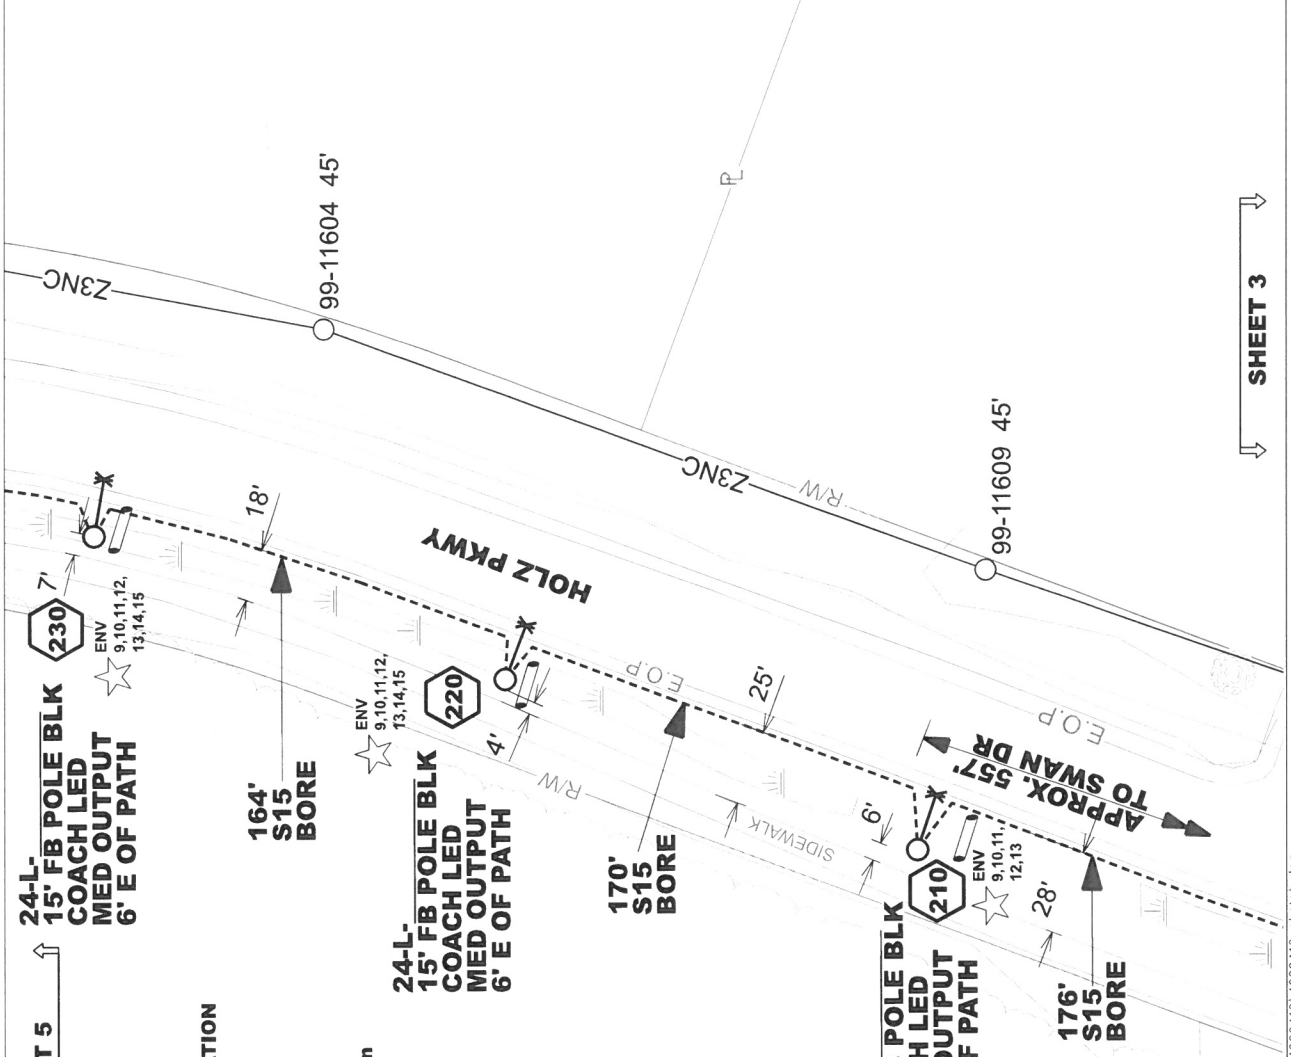 Z3NC
99-11604 45'
PL
SHEET 3
Z3NC
R/W
99-11609 45'
18'
7'
230
ENV
9,10,11,12,
13,14,15
24-L-
15' FB POLE BLK
COACH LED
MED OUTPUT
6' E OF PATH
164'
S15
BORE
HOLZ PKWY
ENV
9,10,11,12,
13,14,15
220
4'
24-L-
15' FB POLE BLK
COACH LED
MED OUTPUT
6' E OF PATH
E.O.P
25'
R/W
170'
S15
BORE
SIDEWALK
6'
E.O.P
APPROX. 557'
TO SWAN DR
210
ENV
9,10,11,
12,13
28'
POLE BLK
H LED
OUTPUT
F PATH
176'
S15
BORE
T 5
TION